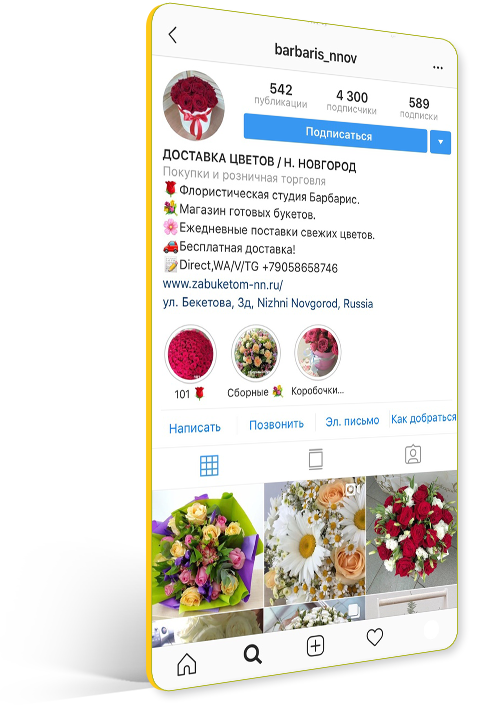 barbaris_nnov
542
4 300
589
публикации
подписчики
подписки
Подписаться
ДОСТАВКА ЦВЕТОВ / Н. НОВГОРОД
Покупки и розничная торговля
🌹Флористическая студия Барбарис.
💐Магазин готовых букетов.
🌸Ежедневные поставки свежих цветов.
🚗Бесплатная доставка!
📝Direct,WA/V/TG +79058658746
www.zabuketom-nn.ru/
ул. Бекетова, 3д, Nizhni Novgorod, Russia
101 🌹
Сборные 💐
Коробочки...
Написать
Позвонить
Эл. письмо
Как добраться